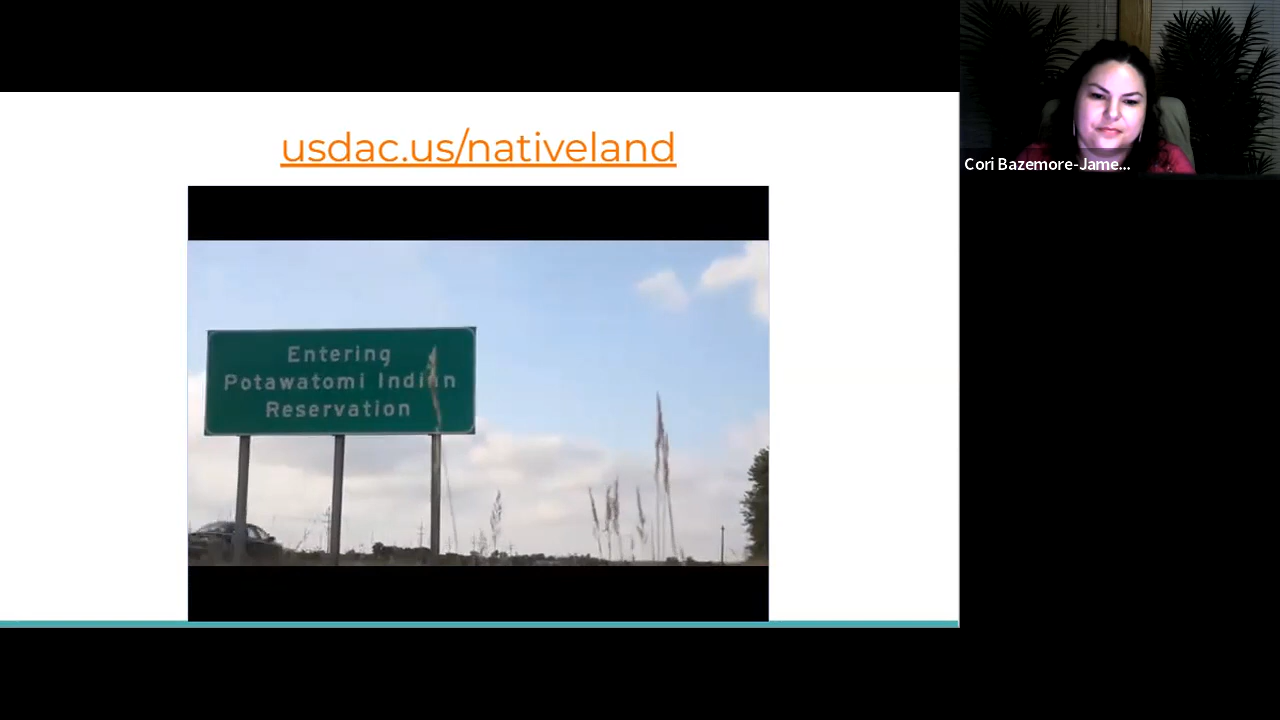 usdac.us/nativeland
Entering
Potawatomi Indian
Reservation
Cori Bazemore-Jame...